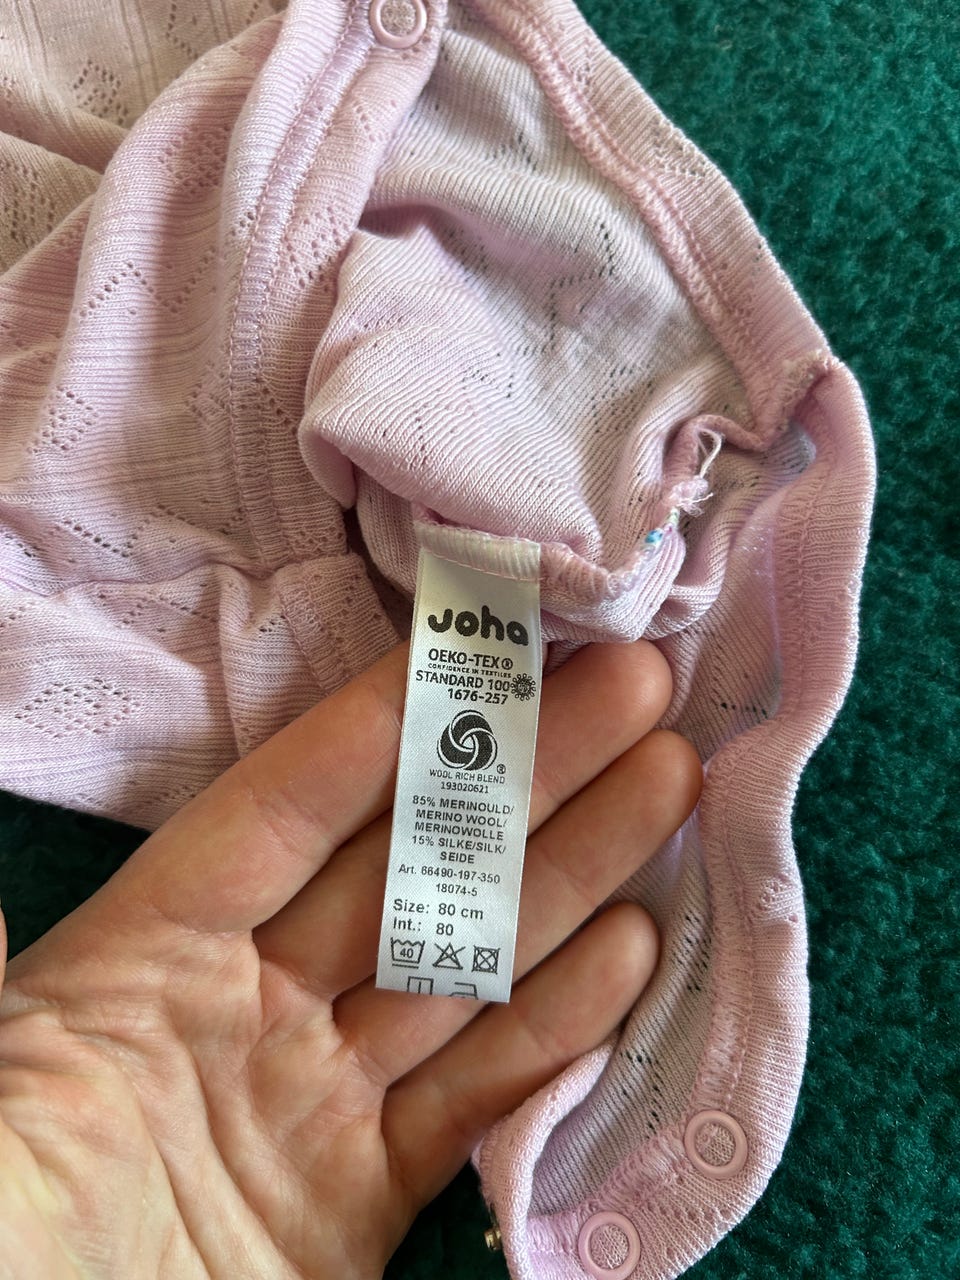 Joha
OEKO-TEX®
CONFIDENCE IN TEXTILES
STANDARD 100
1676-257
®
WOOL RICH BLEND
193020621
85% MERINOULD/
MERINO WOOL/
MERINOWOLLE
15% SILKE/SILK/
SEIDE
Art. 66490-197-350
18074-5
Size: 80 cm
Int.: 80
40